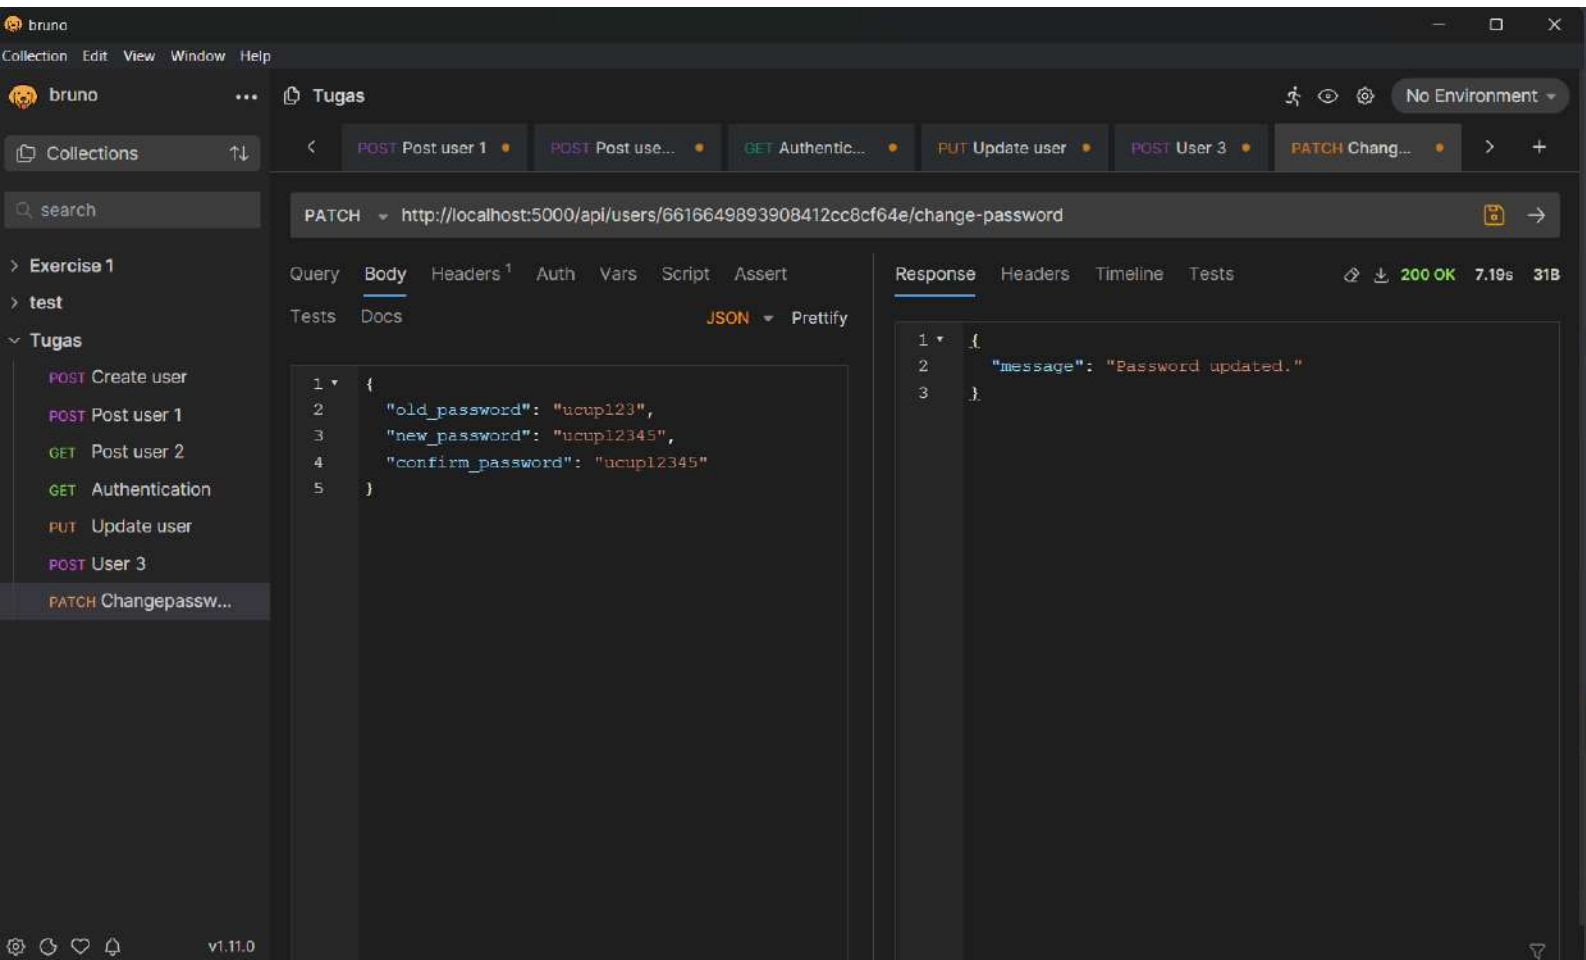 bruno
Collection Edit View Window Help
bruno
Tugas
No Environment
Collections
POST Post user 1
POST Post use...
GET Authentic...
PUT Update user
POST User 3
PATCH Chang...
search
PATCH http://localhost:5000/api/users/6616649893908412cc8cf64e/change-password
Exercise 1
test
Tugas
POST Create user
POST Post user 1
GET Post user 2
GET Authentication
PUT Update user
POST User 3
PATCH Changepassw...
Query Body Headers 1 Auth Vars Script Assert
Tests Docs
JSON Prettify
1 {
2 "old_password": "ucup123",
3 "new_password": "ucup12345",
4 "confirm_password": "ucup12345"
5 }
Response Headers Timeline Tests
200 OK 7.19s 31B
1 {
2 "message": "Password updated."
3 }
v1.11.0